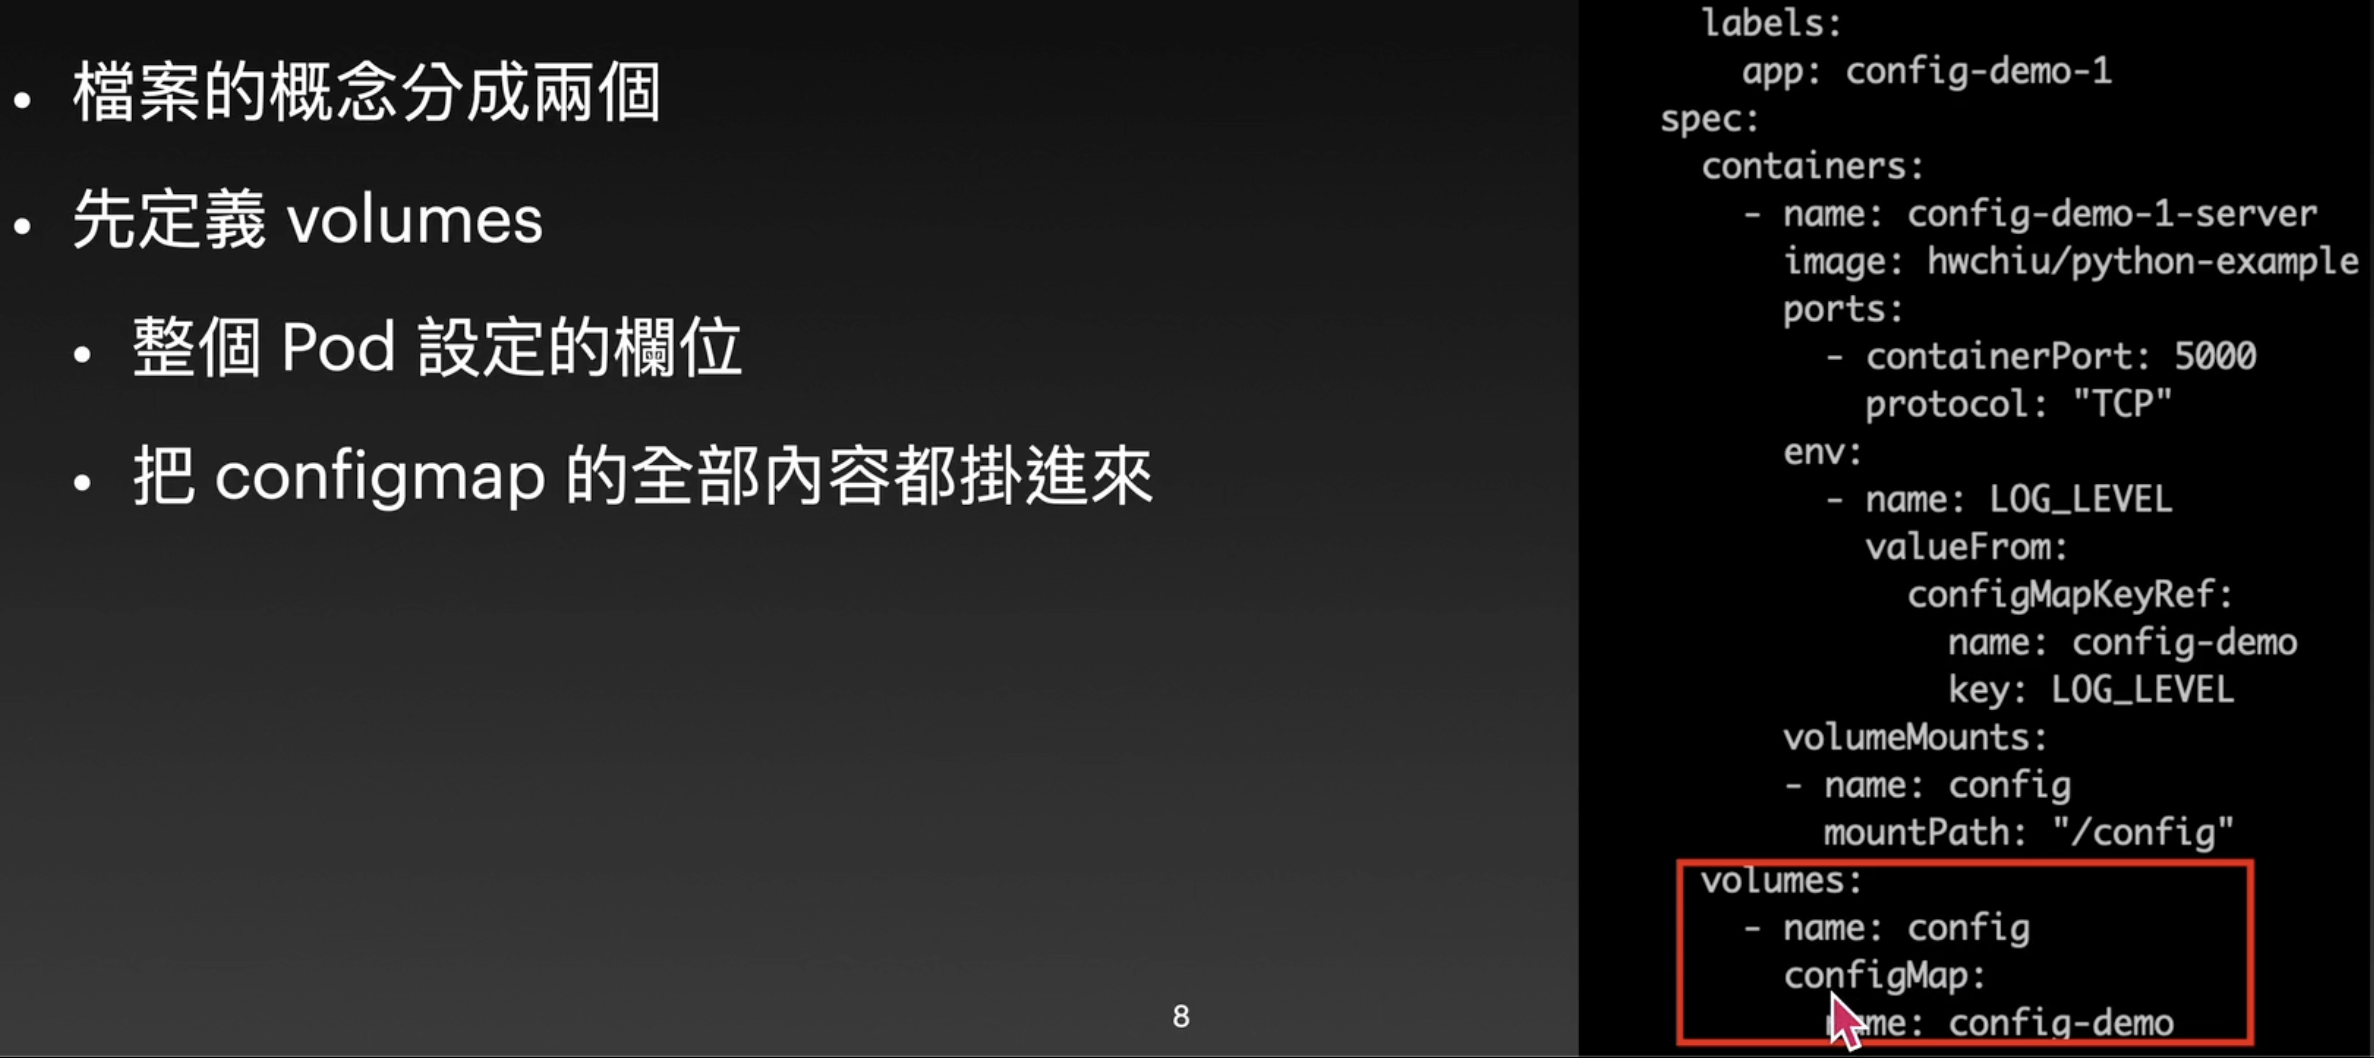 • 檔案的概念分成兩個
• 先定義 volumes
• 整個 Pod 設定的欄位
• 把 configmap 的全部內容都掛進來
8
labels:
app: config-demo-1
spec:
containers:
- name: config-demo-1-server
image: hwchiu/python-example
ports:
- containerPort: 5000
protocol: "TCP"
env:
- name: LOG_LEVEL
valueFrom:
configMapKeyRef:
name: config-demo
key: LOG_LEVEL
volumeMounts:
- name: config
mountPath: "/config"
volumes:
- name: config
configMap:
name: config-demo